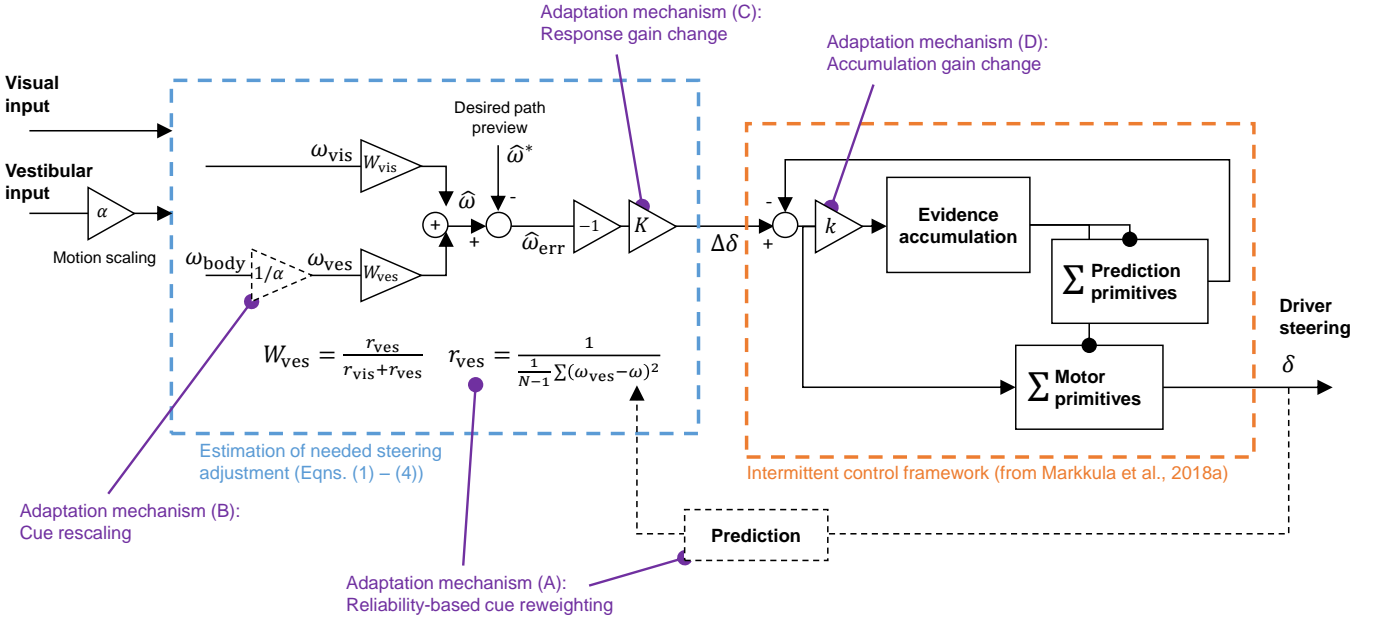 Adaptation mechanism (C):
Response gain change
Adaptation mechanism (D):
Accumulation gain change
Visual
input
Vestibular
input
α
Motion scaling
Desired path
preview
ω̂*
-
ω_vis
W_vis
+
ω̂
+
ω̂_err
−1
K
Δδ
ω_body
1/α
ω_ves
W_ves
W_ves = r_ves / (r_vis+r_ves)
r_ves = 1 / (1/(N−1) ∑(ω_ves−ω)²)
Estimation of needed steering
adjustment (Eqns. (1) – (4))
-
+
k
Evidence
accumulation
∑ Prediction
primitives
∑ Motor
primitives
Driver
steering
δ
Intermittent control framework (from Markkula et al., 2018a)
Adaptation mechanism (B):
Cue rescaling
Prediction
Adaptation mechanism (A):
Reliability-based cue reweighting